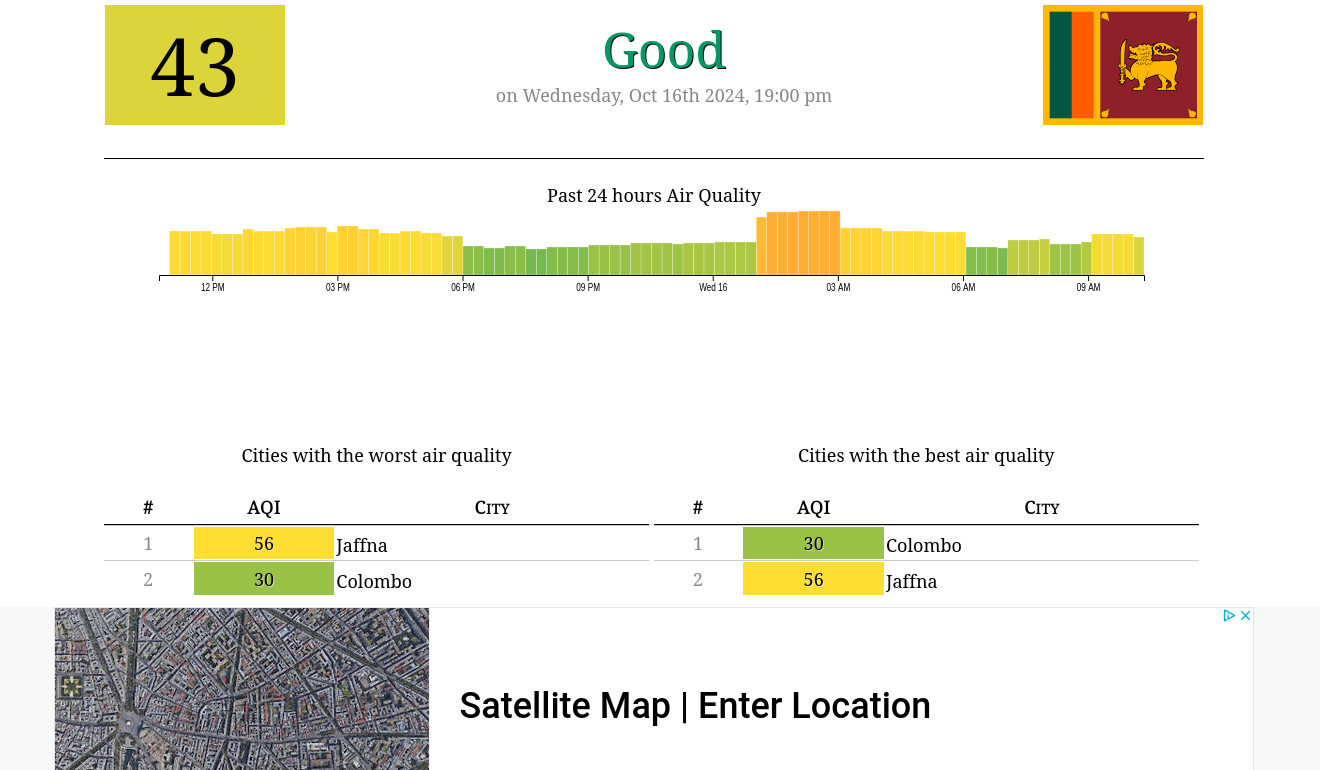 43
Good
on Wednesday, Oct 16th 2024, 19:00 pm
Past 24 hours Air Quality
12 PM 03 PM 06 PM 09 PM Wed 16 03 AM 06 AM 09 AM
Cities with the worst air quality
# AQI City
1 56 Jaffna
2 30 Colombo
Cities with the best air quality
# AQI City
1 30 Colombo
2 56 Jaffna
Satellite Map | Enter Location